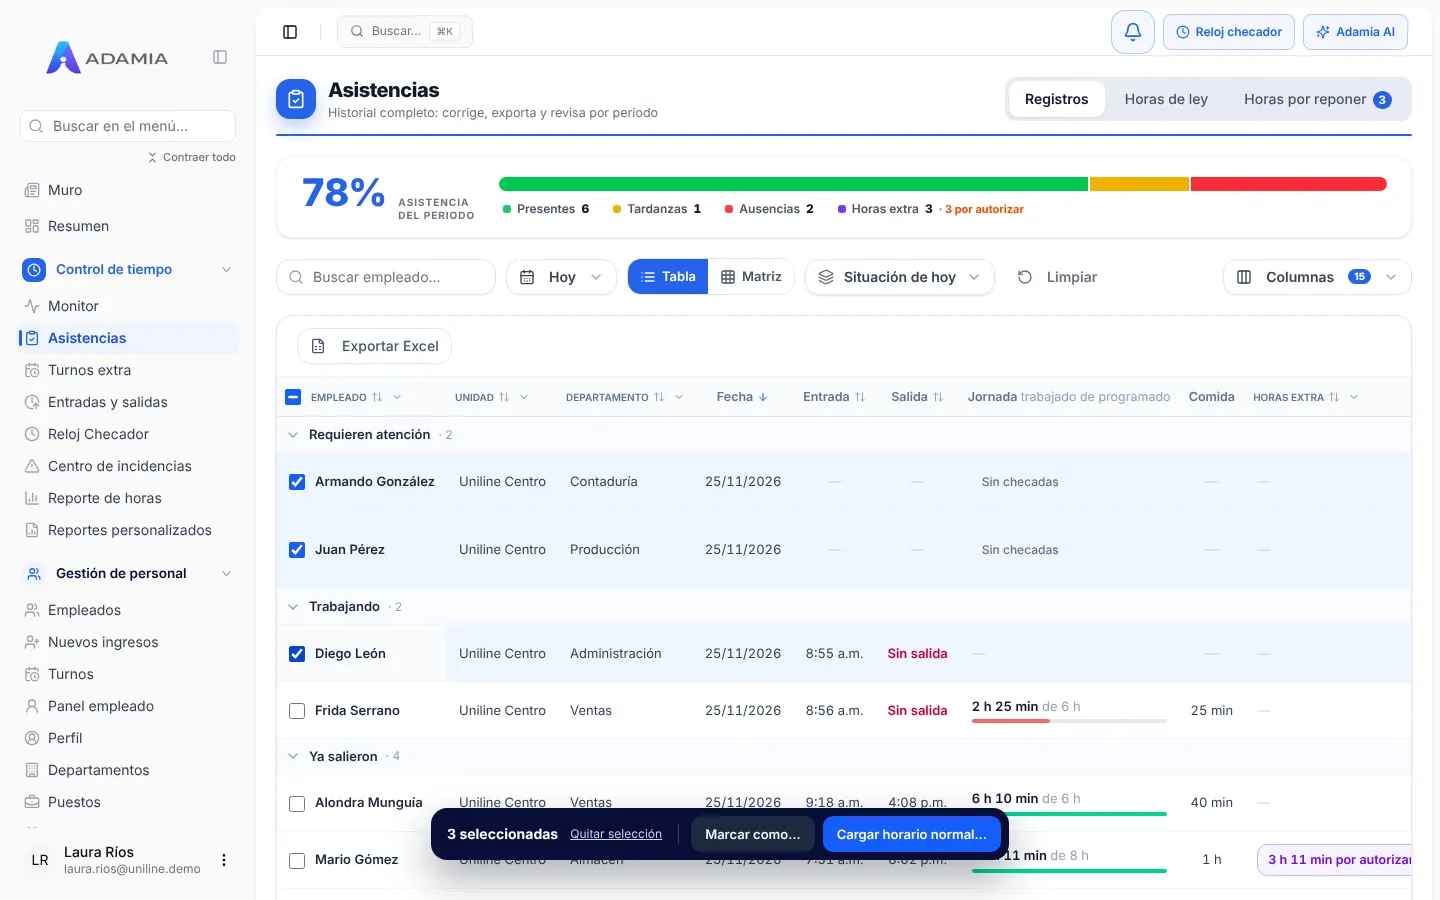 ADAMIA
Buscar en el menú...
Contraer todo
Muro
Resumen
Control de tiempo
Monitor
Asistencias
Turnos extra
Entradas y salidas
Reloj Checador
Centro de incidencias
Reporte de horas
Reportes personalizados
Gestión de personal
Empleados
Nuevos ingresos
Turnos
Panel empleado
Perfil
Departamentos
Puestos
LR
Laura Ríos
laura.rios@uniline.demo
Buscar... ⌘K
Reloj checador
Adamia AI
Asistencias
Historial completo: corrige, exporta y revisa por periodo
Registros
Horas de ley
Horas por reponer 3
78% ASISTENCIA
DEL PERIODO
Presentes 6 Tardanzas 1 Ausencias 2 Horas extra 3 · 3 por autorizar
Buscar empleado...
Hoy
Tabla
Matriz
Situación de hoy
Limpiar
Columnas 15
Exportar Excel
EMPLEADO UNIDAD DEPARTAMENTO Fecha Entrada Salida Jornada trabajado de programado Comida HORAS EXTRA
Requieren atención · 2
Armando González Uniline Centro Contaduría 25/11/2026 — — Sin checadas — —
Juan Pérez Uniline Centro Producción 25/11/2026 — — Sin checadas — —
Trabajando · 2
Diego León Uniline Centro Administración 25/11/2026 8:55 a.m. Sin salida — — —
Frida Serrano Uniline Centro Ventas 25/11/2026 8:56 a.m. Sin salida 2 h 25 min de 6 h 25 min —
Ya salieron · 4
Alondra Munguía Uniline Centro Ventas 25/11/2026 9:18 a.m. 4:08 p.m. 6 h 10 min de 6 h 40 min —
Mario Gómez Uniline Centro Almacén 25/11/2026 11 min de 8 h 1 h 3 h 11 min por autorizar
3 seleccionadas Quitar selección Marcar como... Cargar horario normal...